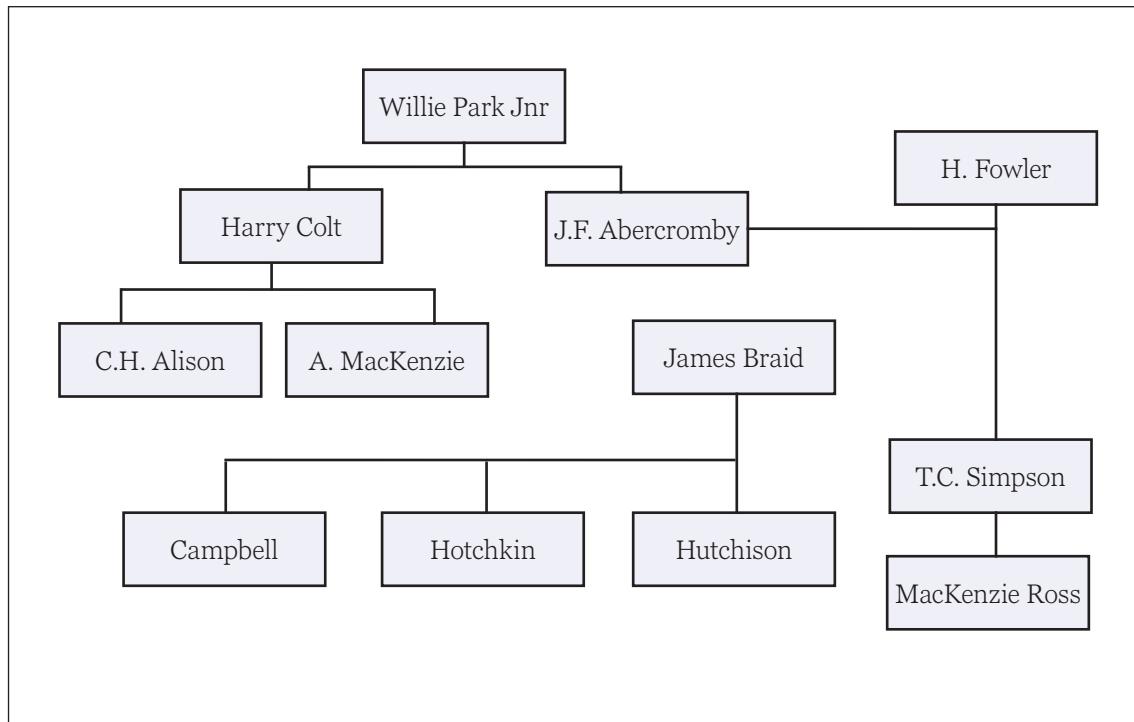 Willie Park Jnr
H. Fowler
Harry Colt
J.F. Abercromby
C.H. Alison
A. MacKenzie
James Braid
T.C. Simpson
Campbell
Hotchkin
Hutchison
MacKenzie Ross